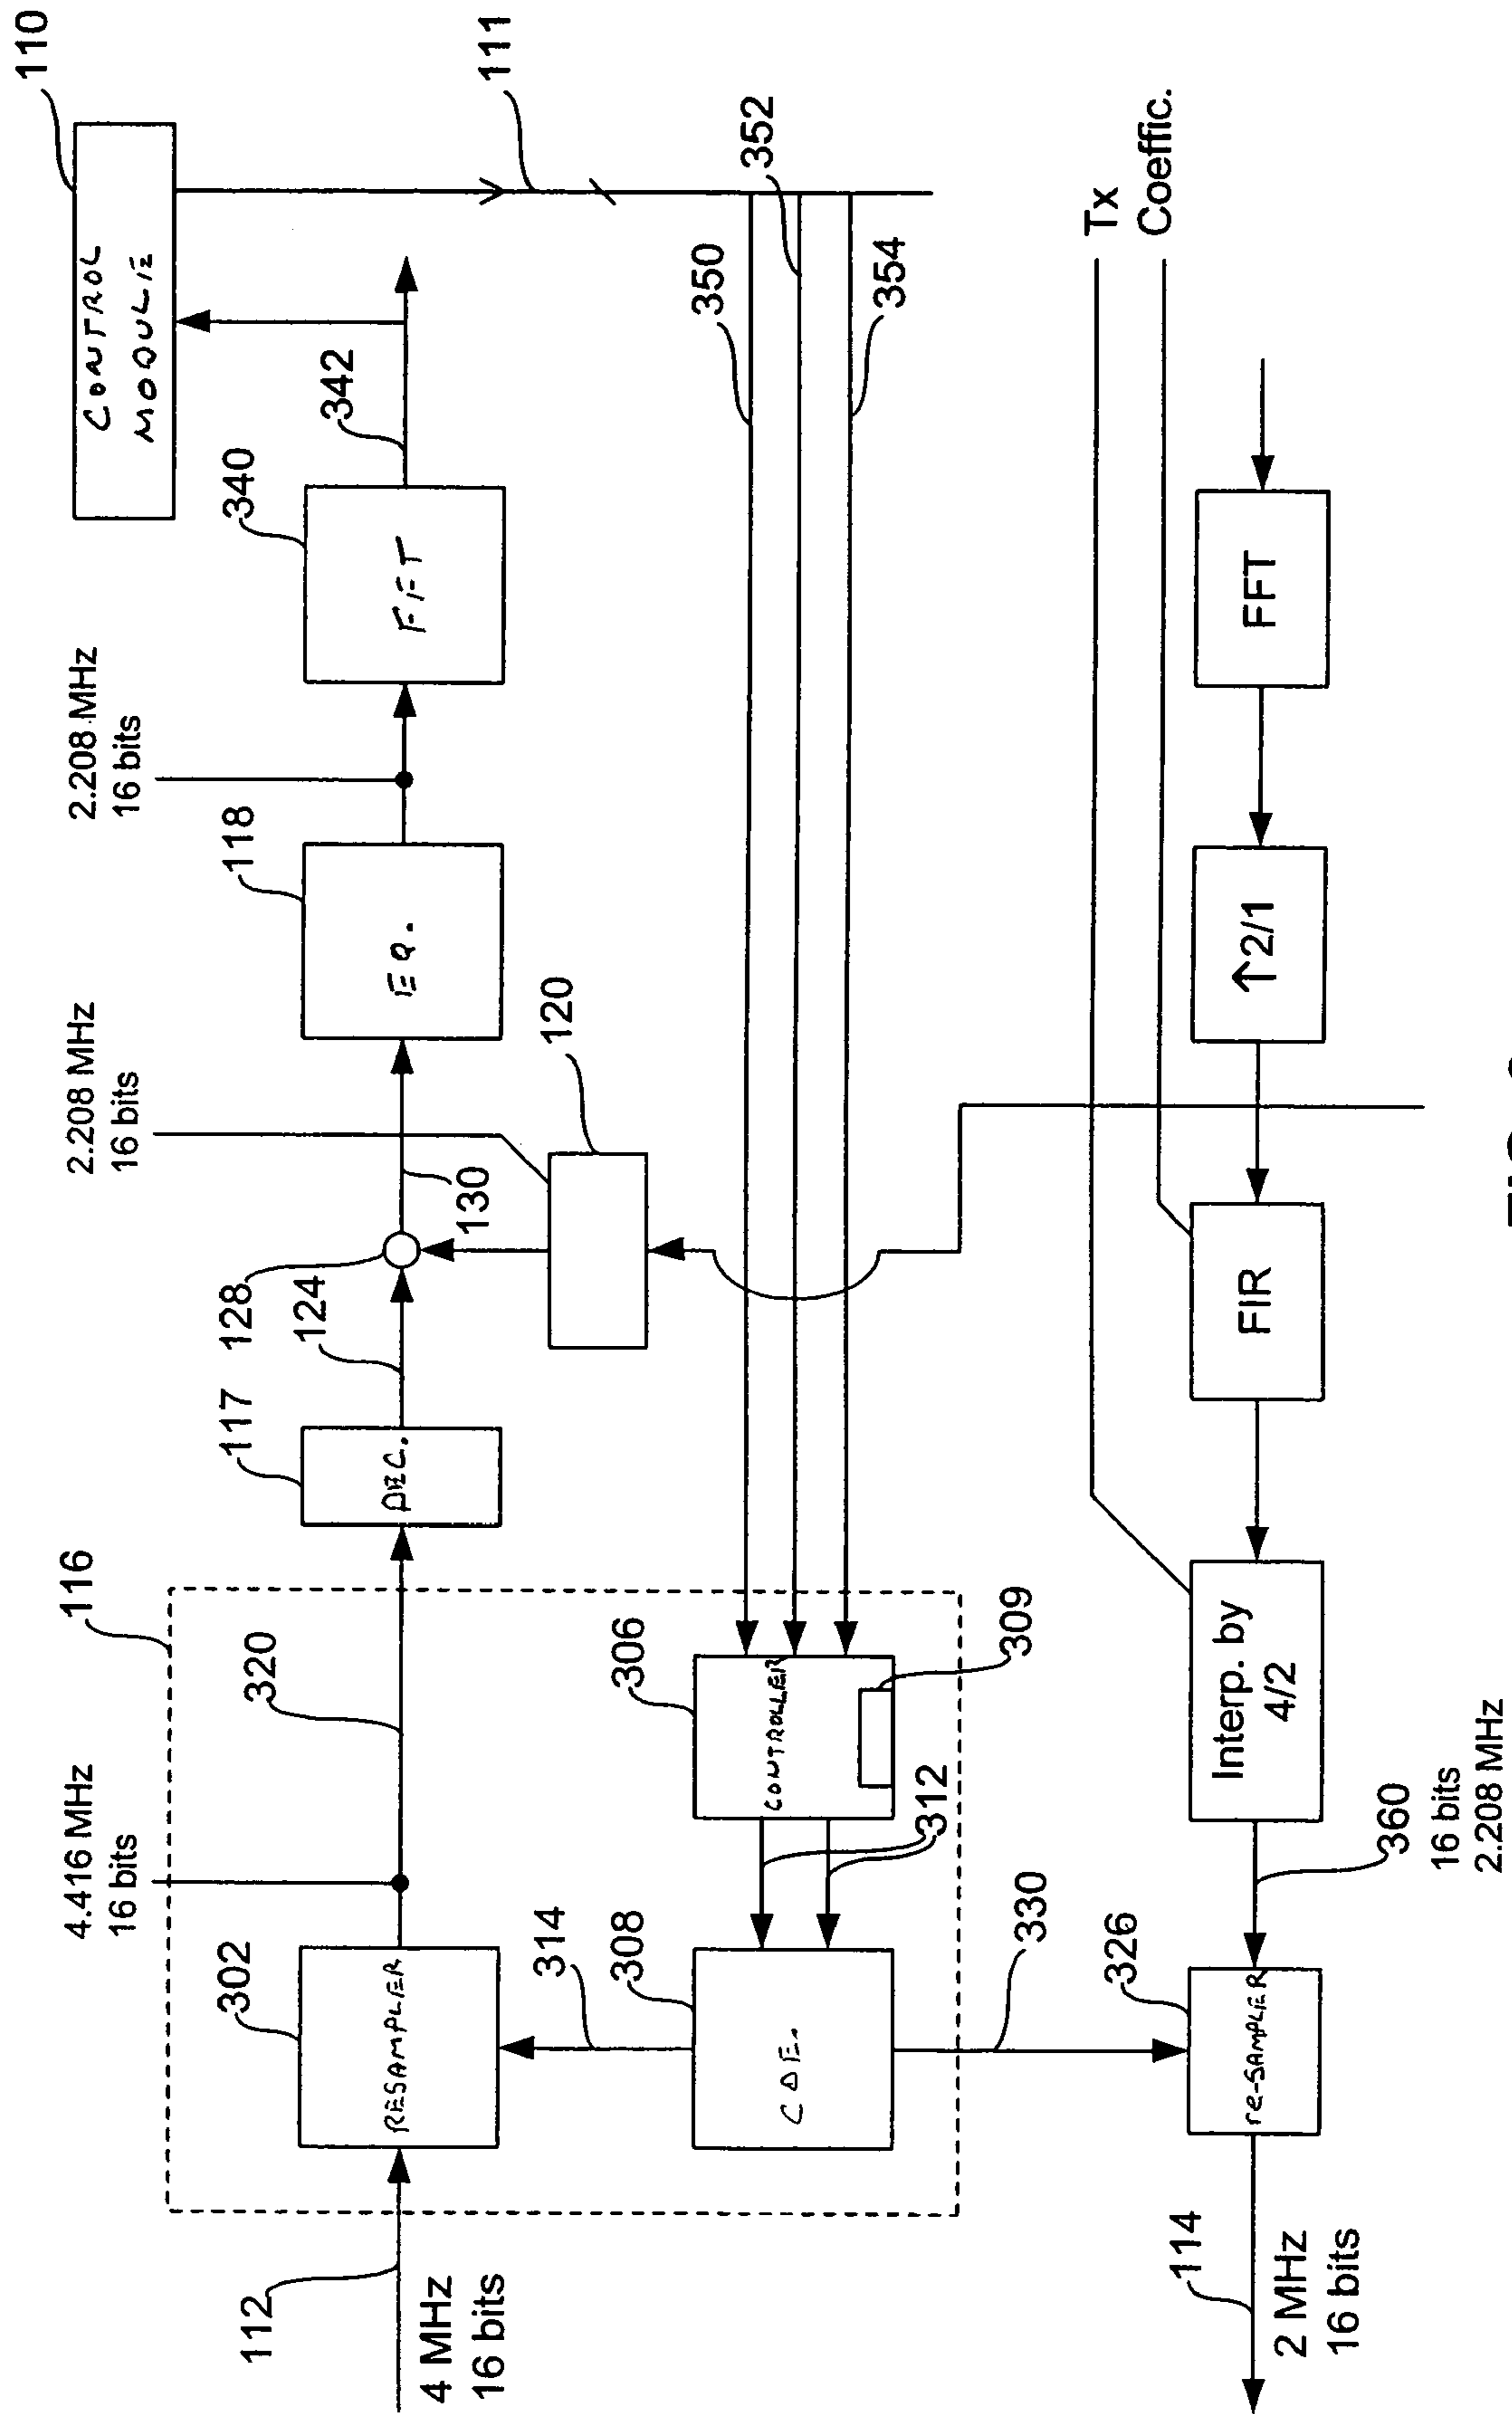 110
CONTROL
MODULE
111
342
340
FFT
2.208 MHz
16 bits
118
EQ.
2.208 MHz
16 bits
120
130
128
124
117
DEC.
116
320
4.416 MHz
16 bits
302
RESAMPLER
112
4 MHz
16 bits
350
352
354
306
CONTROLLER
309
312
314
308
CDE.
330
326
re-SAMPLER
114
2 MHz
16 bits
360
16 bits
2.208 MHz
Interp. by
4/2
FIR
↑2/1
FFT
Tx
Coeffic.